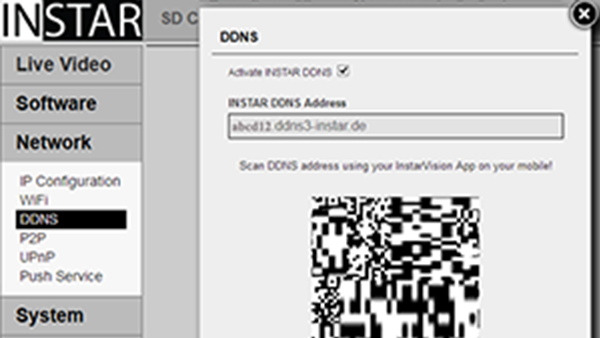 INSTAR
SD C
Live Video
Software
Network
IP Configuration
WiFi
DDNS
P2P
UPnP
Push Service
System
DDNS
Activate INSTAR DDNS
INSTAR DDNS Address
abcd12.ddns3-instar.de
Scan DDNS address using your InstarVision App on your mobile!